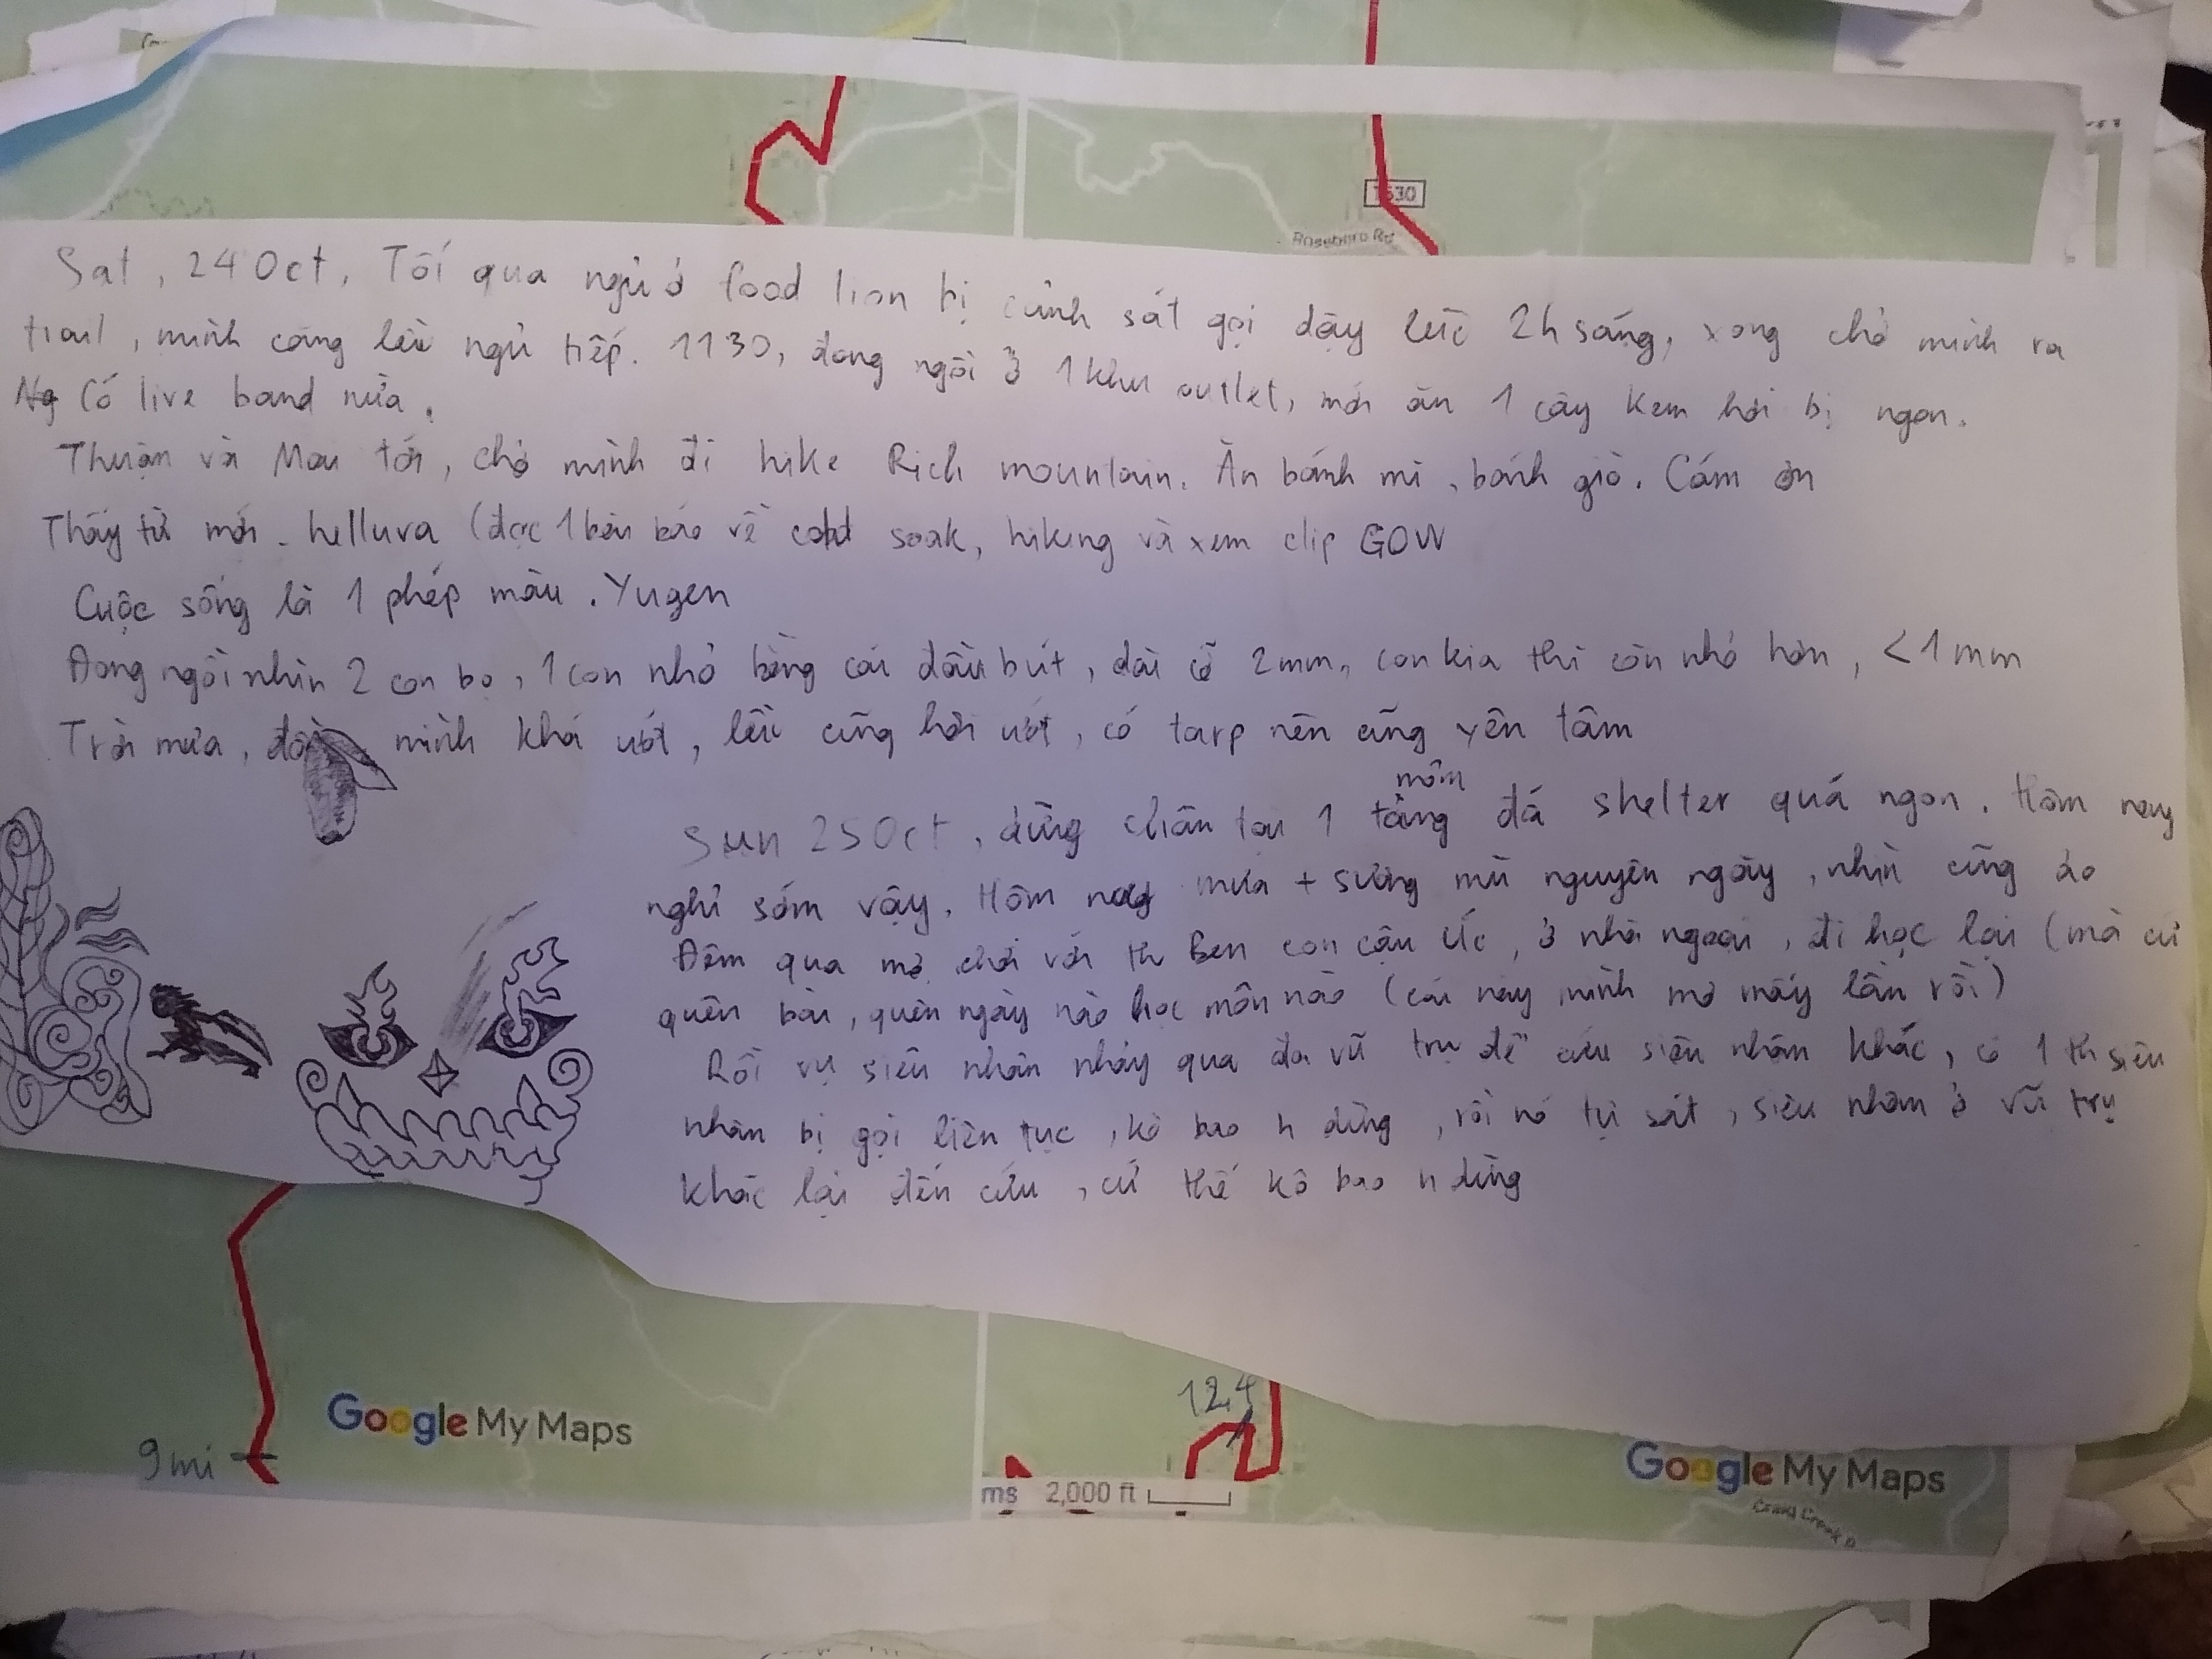 1630
Roseboro Rd
Sat, 24 Oct, Tối qua ngủ ở food lion bị cảnh sát gọi dậy lúc 2h sáng, xong chở mình ra
trail, mình căng lều ngủ tiếp. 1130, đang ngồi ở 1 khu outlet, mới ăn 1 cây kem hơi bị ngon.
Có live band nữa.
Thuận và Mai tới, chở mình đi hike Rich mountain. Ăn bánh mì, bánh giò. Cám ơn
Thấy từ mới. helluva (đọc 1 bài báo về cold soak, hiking và xem clip GOW
Cuộc sống là 1 phép màu. Yugen
Đang ngồi nhìn 2 con bọ, 1 con nhỏ bằng cái đầu bút, dài cỡ 2mm, con kia thì còn nhỏ hơn, <1mm
Trời mưa, mình khá ướt, lều cũng hơi ướt, có tarp nên cũng yên tâm
mõm
Sun 25 Oct, dừng chân tại 1 tảng đá shelter quá ngon. Hôm nay
nghỉ sớm vậy. Hôm nay mưa + sương mù nguyên ngày, nhìn cũng ảo
Đêm qua mơ chơi với th Ben con cậu Úc, ở nhà ngoại, đi học lại (mà cứ
quên bài, quên ngày nào học môn nào (cái này mình mơ mấy lần rồi)
Rồi vụ siêu nhân nhảy qua đa vũ trụ để cứu siêu nhân khác, có 1 th siêu
nhân bị gọi liên tục, kô bao h dừng, rồi nó tự sát, siêu nhân ở vũ trụ
khác lại đến cứu, cứ thế kô bao h dừng
12,4
Google My Maps
9mi
ms 2,000 ft
Google My Maps
Craig Creek